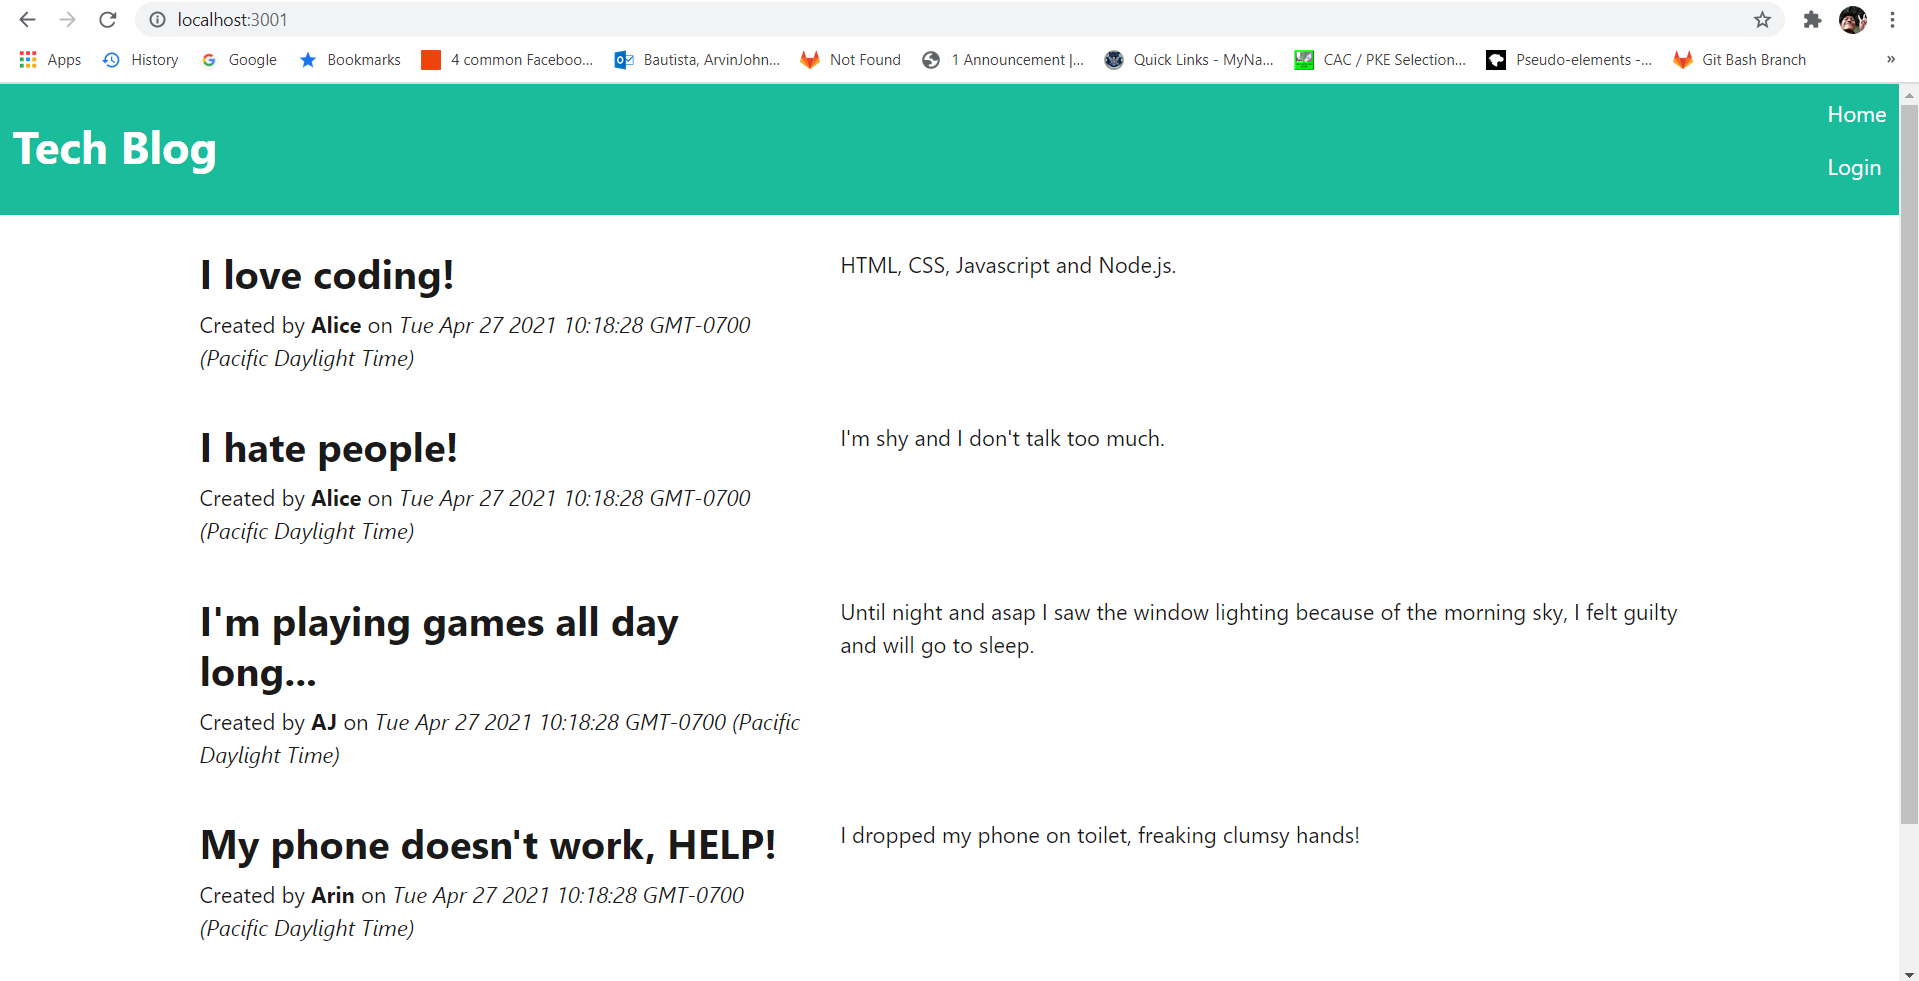 localhost:3001
Apps History Google Bookmarks 4 common Faceboo... Bautista, ArvinJohn... Not Found 1 Announcement |... Quick Links - MyNa... CAC / PKE Selection... Pseudo-elements -... Git Bash Branch »
Home
Tech Blog
Login
I love coding!
HTML, CSS, Javascript and Node.js.
Created by Alice on Tue Apr 27 2021 10:18:28 GMT-0700
(Pacific Daylight Time)
I hate people!
I'm shy and I don't talk too much.
Created by Alice on Tue Apr 27 2021 10:18:28 GMT-0700
(Pacific Daylight Time)
I'm playing games all day
long...
Until night and asap I saw the window lighting because of the morning sky, I felt guilty
and will go to sleep.
Created by AJ on Tue Apr 27 2021 10:18:28 GMT-0700 (Pacific
Daylight Time)
My phone doesn't work, HELP!
I dropped my phone on toilet, freaking clumsy hands!
Created by Arin on Tue Apr 27 2021 10:18:28 GMT-0700
(Pacific Daylight Time)